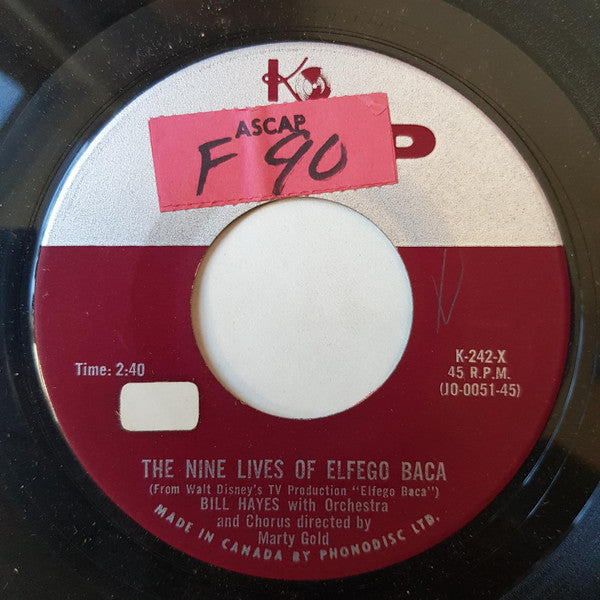 K
ASCAP
F 90
P
Time: 2:40
K-242-X
45 R.P.M.
(JO-0051-45)
THE NINE LIVES OF ELFEGO BACA
(From Walt Disney's TV Production "Elfego Baca")
BILL HAYES with Orchestra
and Chorus directed by
Marty Gold
MADE IN CANADA BY PHONODISC LTD.